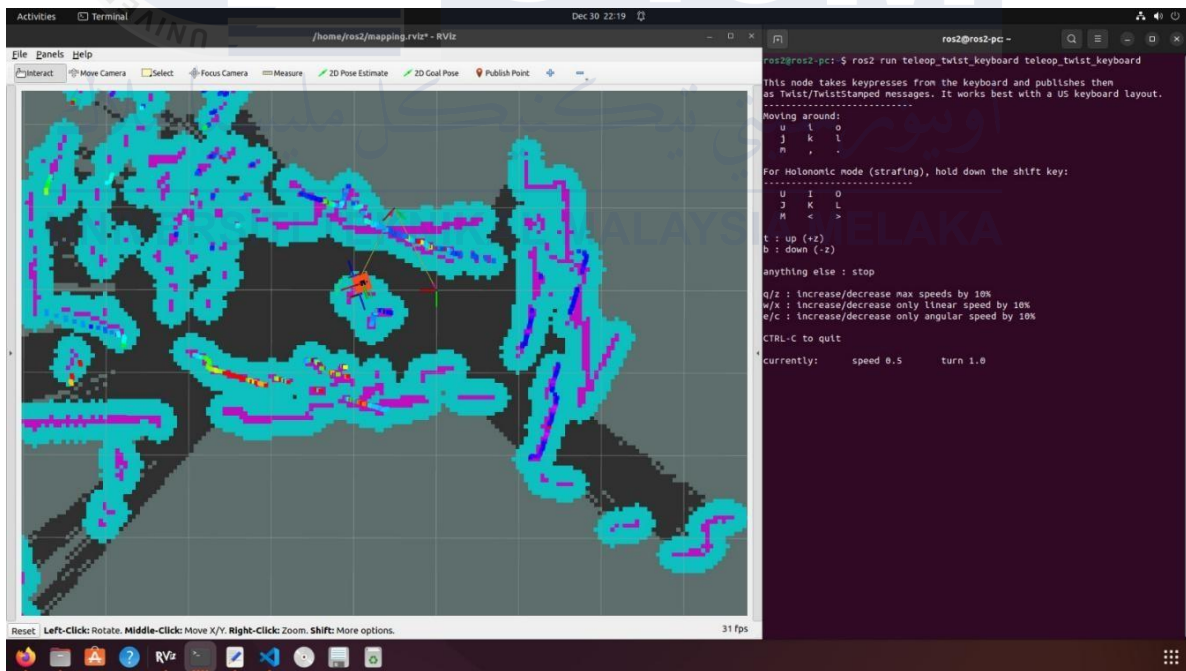 Activities Terminal Dec 30 22:19
/home/ros2/mapping.rviz* - RViz
File Panels Help
Interact Move Camera Select Focus Camera Measure 2D Pose Estimate 2D Goal Pose Publish Point
Reset Left-Click: Rotate. Middle-Click: Move X/Y. Right-Click: Zoom. Shift: More options. 31 fps
ros2@ros2-pc: ~
ros2@ros2-pc:~$ ros2 run teleop_twist_keyboard teleop_twist_keyboard
This node takes keypresses from the keyboard and publishes them
as Twist/TwistStamped messages. It works best with a US keyboard layout.
---------------------------
Moving around:
u i o
j k l
m , .
For Holonomic mode (strafing), hold down the shift key:
---------------------------
U I O
J K L
M < >
t : up (+z)
b : down (-z)
anything else : stop
q/z : increase/decrease max speeds by 10%
w/x : increase/decrease only linear speed by 10%
e/c : increase/decrease only angular speed by 10%
CTRL-C to quit
currently: speed 0.5 turn 1.0
RViz
UNIVERSITI TEKNIKAL MALAYSIA MELAKA